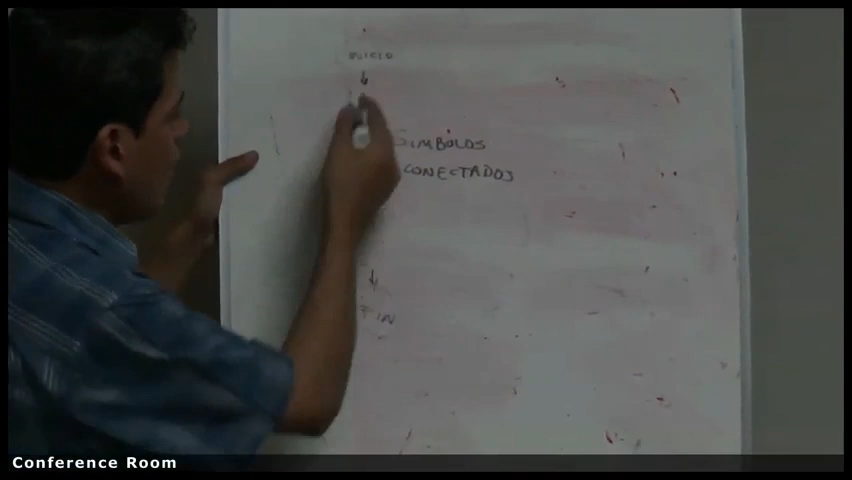 INICIO
SIMBOLOS
CONECTADOS
FIN
Conference Room